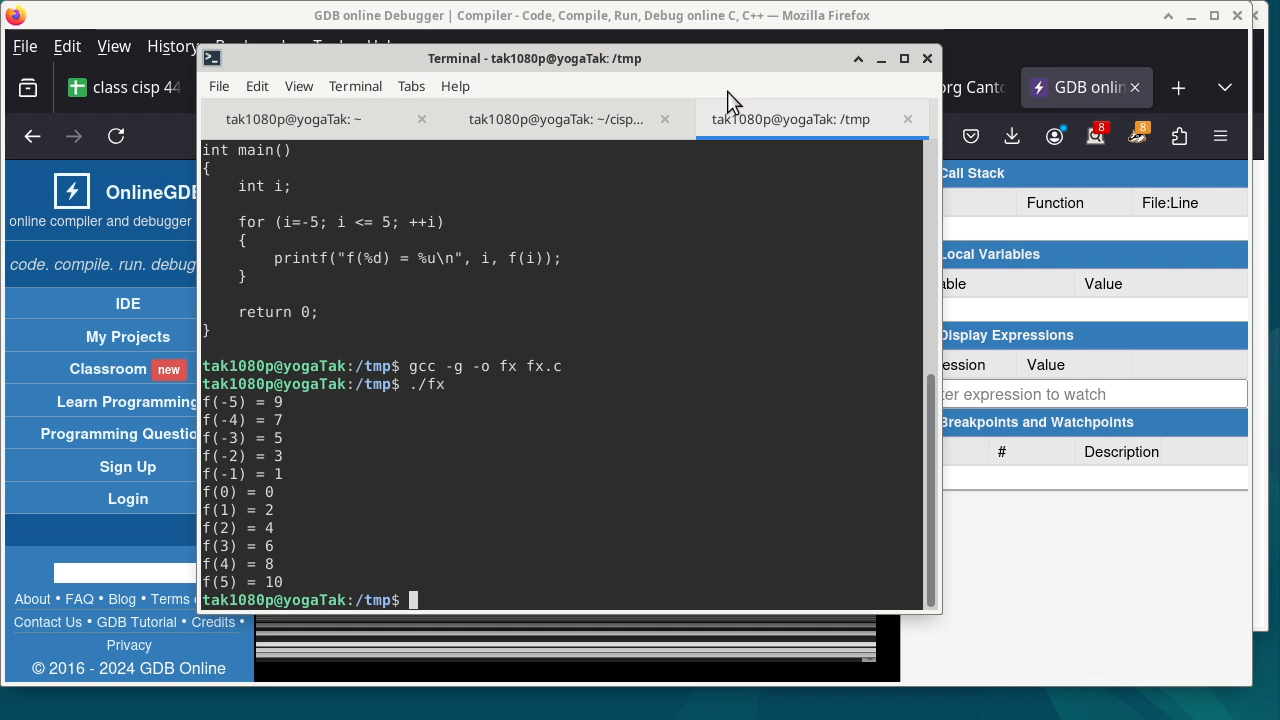 GDB online Debugger | Compiler - Code, Compile, Run, Debug online C, C++ — Mozilla Firefox
File Edit View History
Terminal - tak1080p@yogaTak: /tmp
File Edit View Terminal Tabs Help
class cisp 44
GDB onlin
tak1080p@yogaTak: ~
tak1080p@yogaTak: ~/cisp...
tak1080p@yogaTak: /tmp
8
8
OnlineGDB
online compiler and debugger
code. compile. run. debug
IDE
My Projects
Classroom new
Learn Programming
Programming Questio
Sign Up
Login
About • FAQ • Blog • Terms
Contact Us • GDB Tutorial • Credits •
Privacy
© 2016 - 2024 GDB Online
int main()
{
    int i;
    for (i=-5; i <= 5; ++i)
    {
        printf("f(%d) = %u\n", i, f(i));
    }
    return 0;
}
tak1080p@yogaTak:/tmp$ gcc -g -o fx fx.c
tak1080p@yogaTak:/tmp$ ./fx
f(-5) = 9
f(-4) = 7
f(-3) = 5
f(-2) = 3
f(-1) = 1
f(0) = 0
f(1) = 2
f(2) = 4
f(3) = 6
f(4) = 8
f(5) = 10
tak1080p@yogaTak:/tmp$
Call Stack
Function File:Line
Local Variables
able Value
Display Expressions
ession Value
ter expression to watch
Breakpoints and Watchpoints
# Description